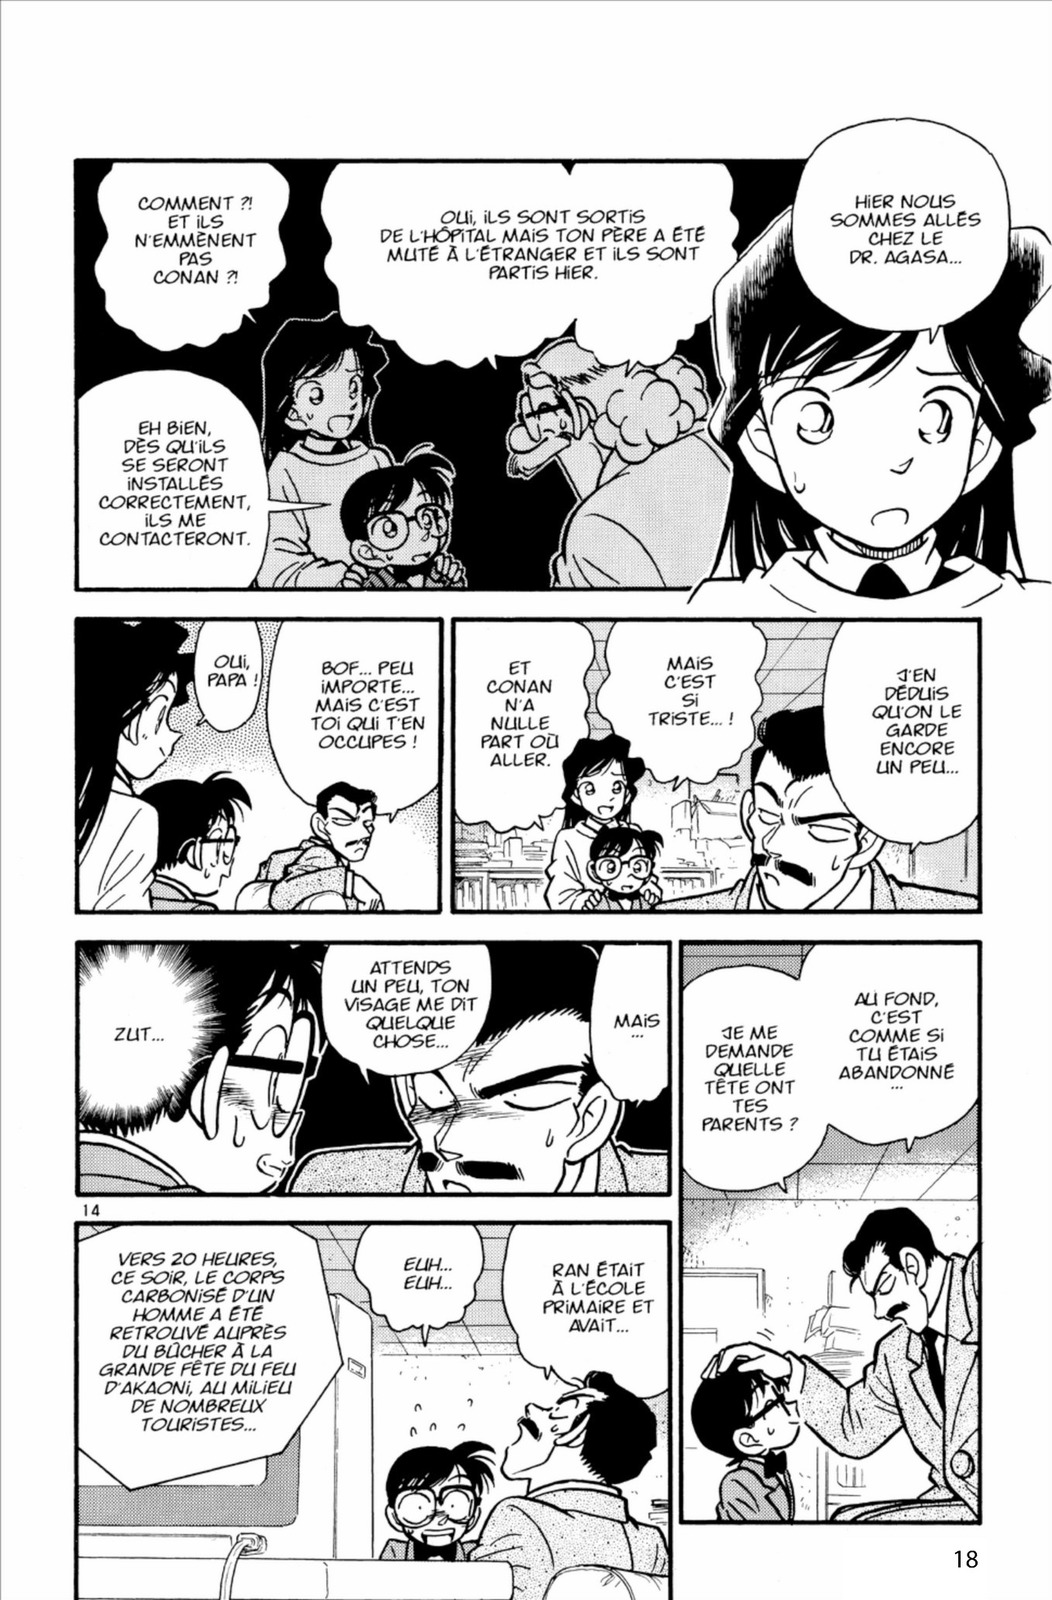 HIER NOUS
SOMMES ALLÉS
CHEZ LE
DR. AGASA...
OUI, ILS SONT SORTIS
DE L'HÔPITAL MAIS TON PÈRE A ÉTÉ
MUTÉ À L'ÉTRANGER ET ILS SONT
PARTIS HIER.
COMMENT ?!
ET ILS
N'EMMÈNENT
PAS
CONAN ?!
EH BIEN,
DÈS QU'ILS
SE SERONT
INSTALLÉS
CORRECTEMENT,
ILS ME
CONTACTERONT.
J'EN
DÉDUIS
QU'ON LE
GARDE
ENCORE
UN PEU...
MAIS
C'EST
SI
TRISTE... !
ET
CONAN
N'A
NULLE
PART OÙ
ALLER.
BOF... PEU
IMPORTE...
MAIS C'EST
TOI QUI T'EN
OCCUPES !
OUI,
PAPA !
AU FOND,
C'EST
COMME SI
TU ÉTAIS
ABANDONNÉ
...
JE ME
DEMANDE
QUELLE
TÊTE ONT
TES
PARENTS ?
MAIS
...
ATTENDS
UN PEU, TON
VISAGE ME DIT
QUELQUE
CHOSE...
ZUT...
14
RAN ÉTAIT
À L'ÉCOLE
PRIMAIRE ET
AVAIT...
EUH...
EUH...
VERS 20 HEURES,
CE SOIR, LE CORPS
CARBONISÉ D'UN
HOMME A ÉTÉ
RETROUVÉ AUPRÈS
DU BÛCHER À LA
GRANDE FÊTE DU FEU
D'AKAONI, AU MILIEU
DE NOMBREUX
TOURISTES...
18